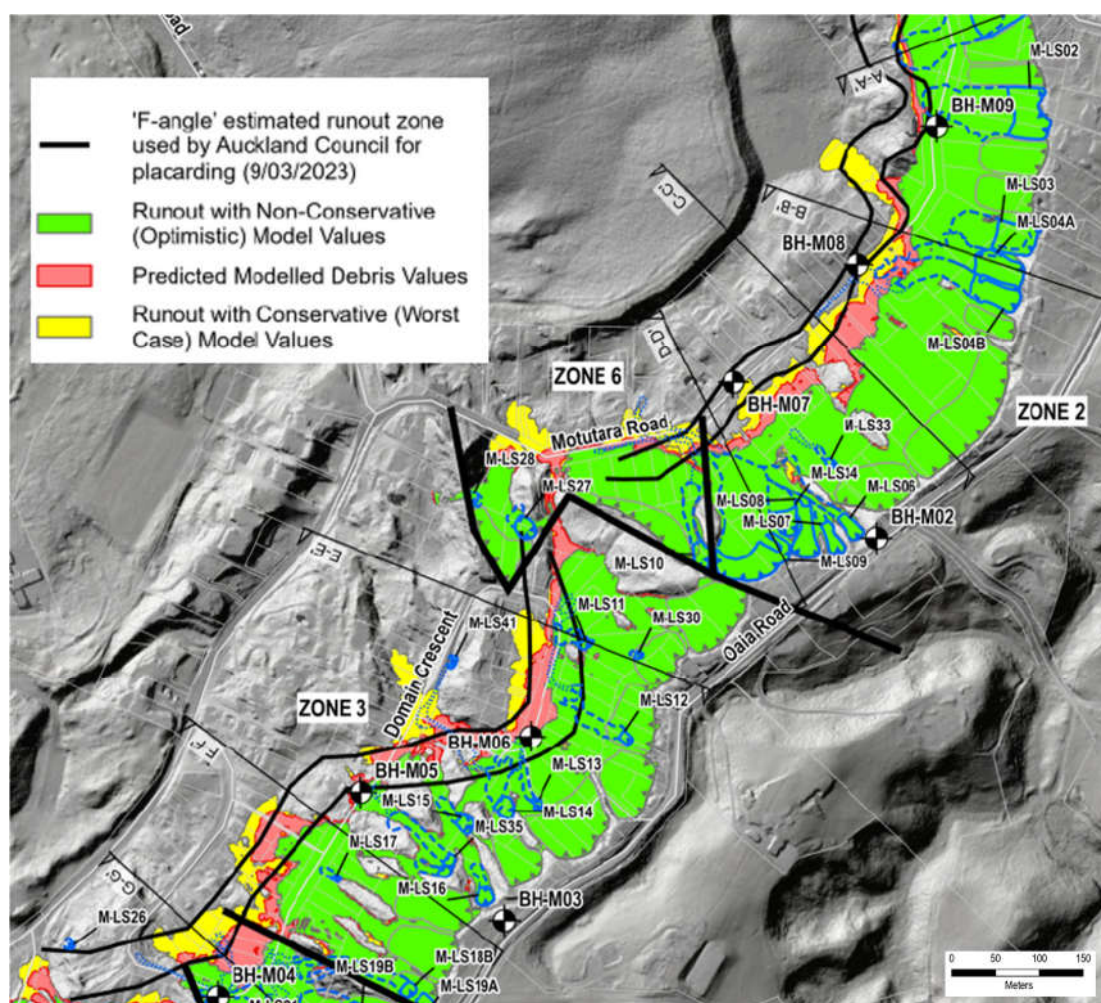 Road
'F-angle' estimated runout zone
used by Auckland Council for
placarding (9/03/2023)
Runout with Non-Conservative
(Optimistic) Model Values
Predicted Modelled Debris Values
Runout with Conservative (Worst
Case) Model Values
A-A'
M-LS02
BH-M09
C-C'
B-B'
M-LS03
M-LS04A
BH-M08
M-LS04B
D-D'
ZONE 6
ZONE 2
BH-M07
Motutara Road
M-LS33
M-LS28
M-LS27
M-LS14
M-LS08
M-LS06
M-LS07
BH-M02
M-LS09
E-E'
M-LS10
M-LS11
M-LS30
M-LS41
Oaia Road
Domain Crescent
M-LS12
ZONE 3
F-F'
BH-M06
M-LS13
BH-M05
M-LS15
M-LS14
M-LS35
M-LS17
M-LS16
G-G'
BH-M03
M-LS26
M-LS18B
M-LS19B
BH-M04
M-LS19A
0 50 100 150
Meters